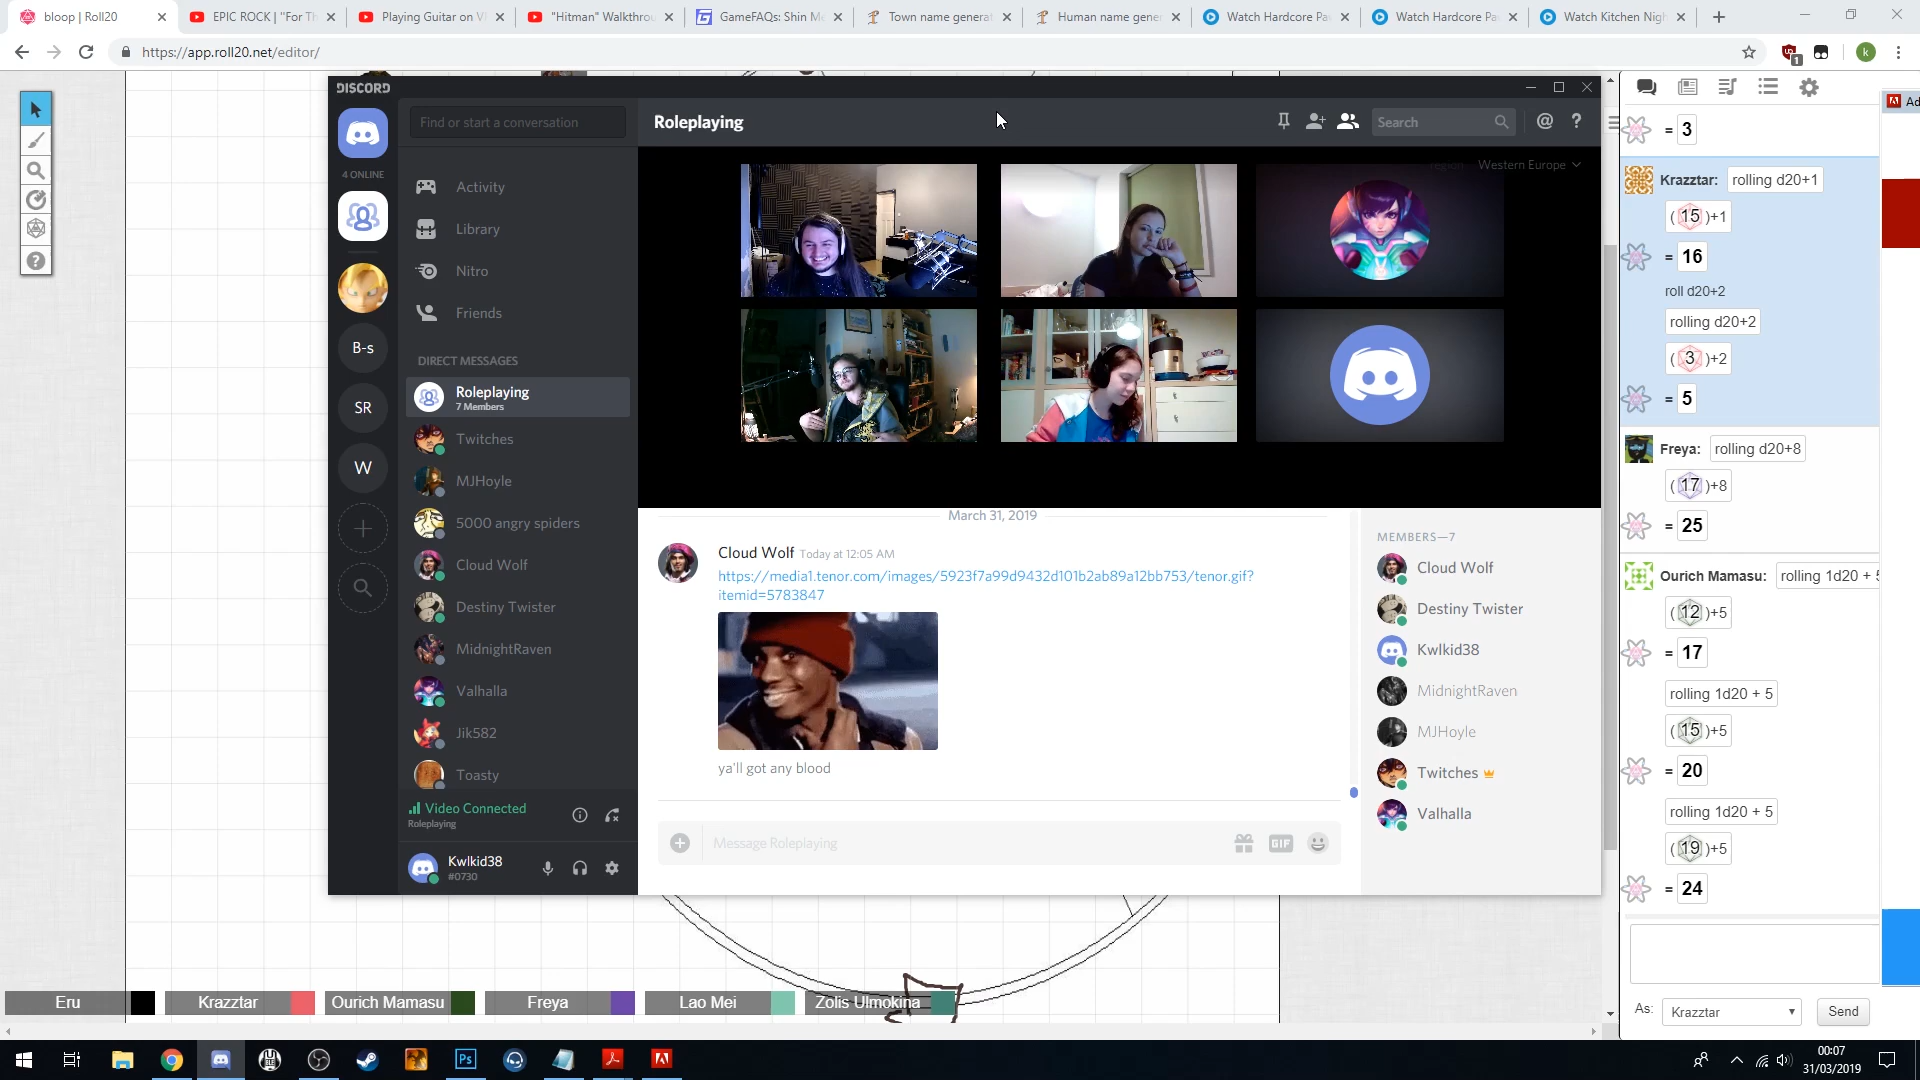 bloop | Roll20
EPIC ROCK | "For Th
Playing Guitar on V
"Hitman" Walkthrou
GameFAQs: Shin M
Town name generat
Human name gener
Watch Hardcore Pa
Watch Hardcore Pa
Watch Kitchen Nigh
https://app.roll20.net/editor/
1
k
DISCORD
Find or start a conversation
Roleplaying
Search
@
?
4 ONLINE
Activity
Library
Nitro
Friends
B-s
SR
W
DIRECT MESSAGES
Roleplaying
7 Members
Twitches
MJHoyle
5000 angry spiders
Cloud Wolf
Destiny Twister
MidnightRaven
Valhalla
Jik582
Toasty
Video Connected
Roleplaying
Kwlkid38
#0730
region Western Europe
March 31, 2019
Cloud Wolf Today at 12:05 AM
https://media1.tenor.com/images/5923f7a99d9432d101b2ab89a12bb753/tenor.gif?
itemid=5783847
ya'll got any blood
Message Roleplaying
GIF
MEMBERS—7
Cloud Wolf
Destiny Twister
Kwlkid38
MidnightRaven
MJHoyle
Twitches
Valhalla
= 3
Krazztar: rolling d20+1
(15)+1
= 16
roll d20+2
rolling d20+2
(3)+2
= 5
Freya: rolling d20+8
(17)+8
= 25
Ourich Mamasu: rolling 1d20 + 5
(12)+5
= 17
rolling 1d20 + 5
(15)+5
= 20
rolling 1d20 + 5
(19)+5
= 24
As: Krazztar Send
Ad
Eru
Krazztar
Ourich Mamasu
Freya
Lao Mei
Zolis Ulmokina
Ps
00:07
31/03/2019